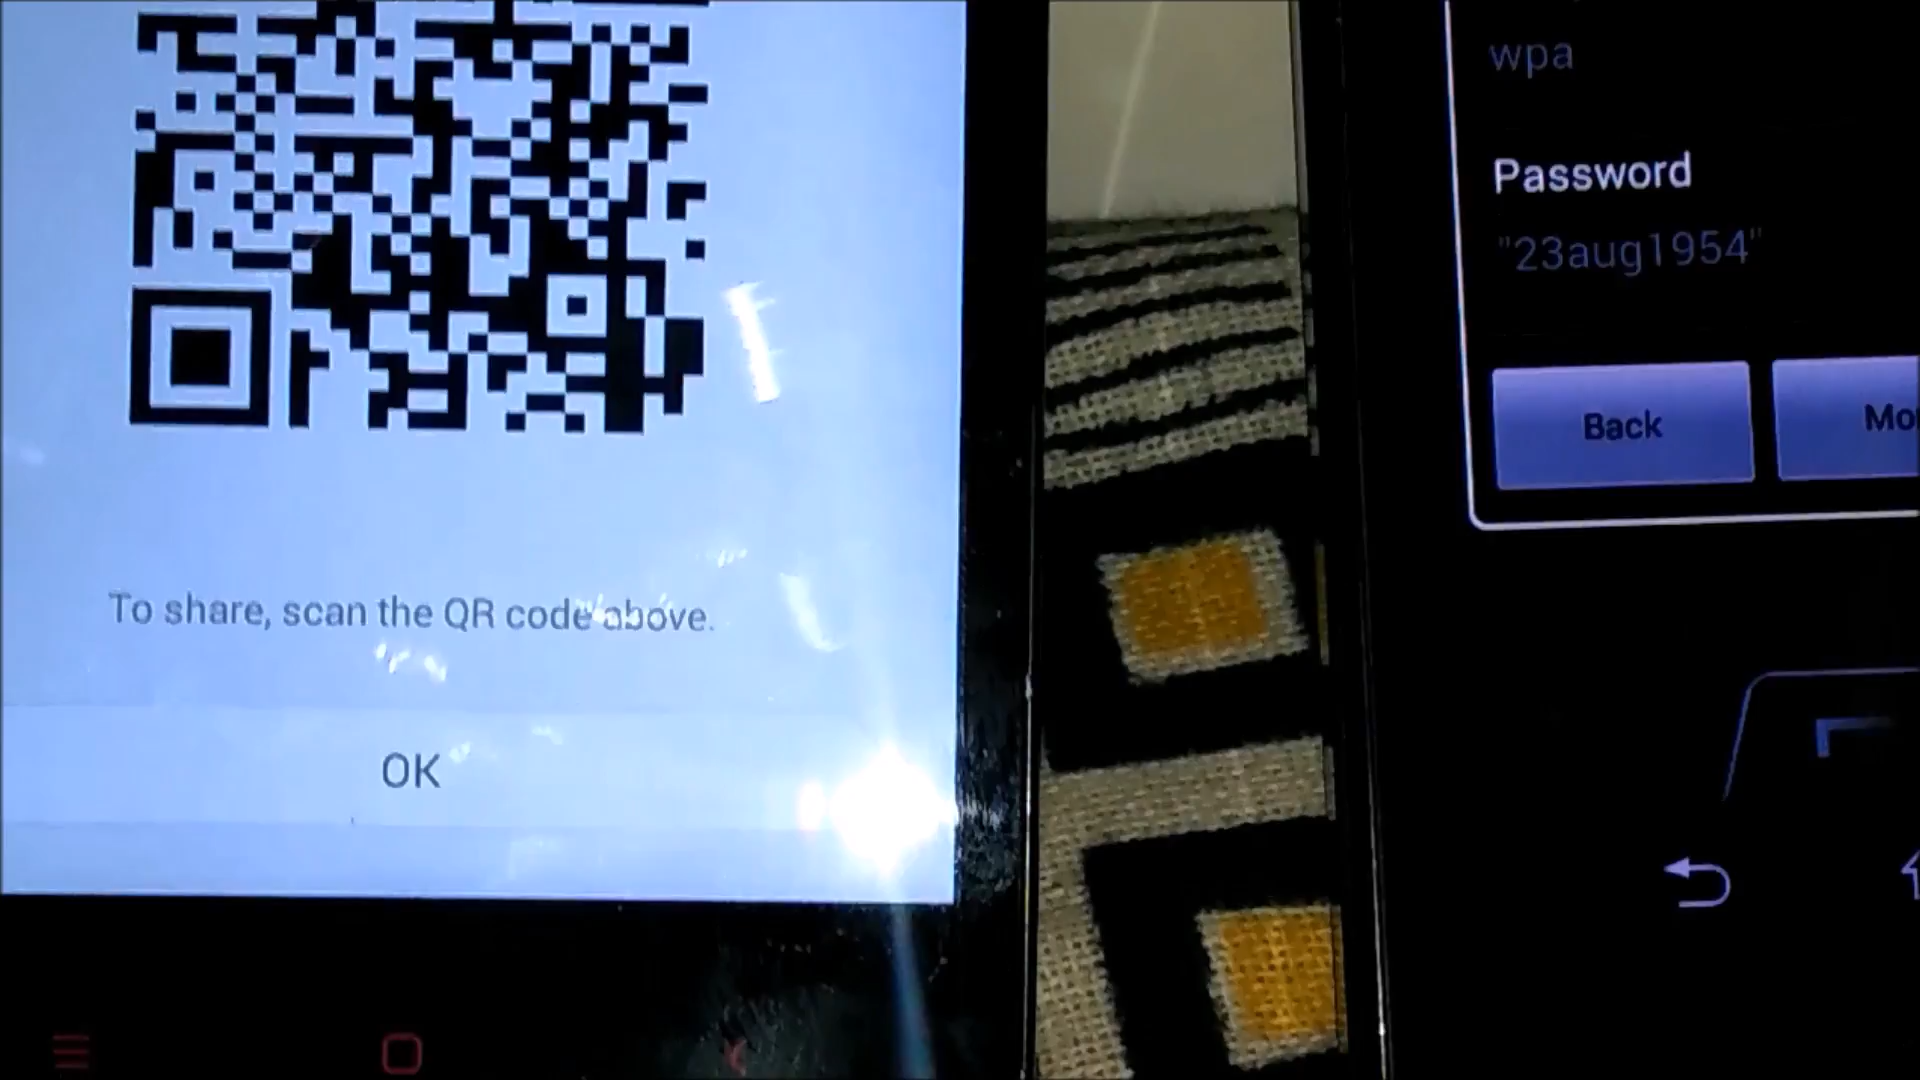 To share, scan the QR code above.
OK
wpa
Password
"23aug1954"
Back